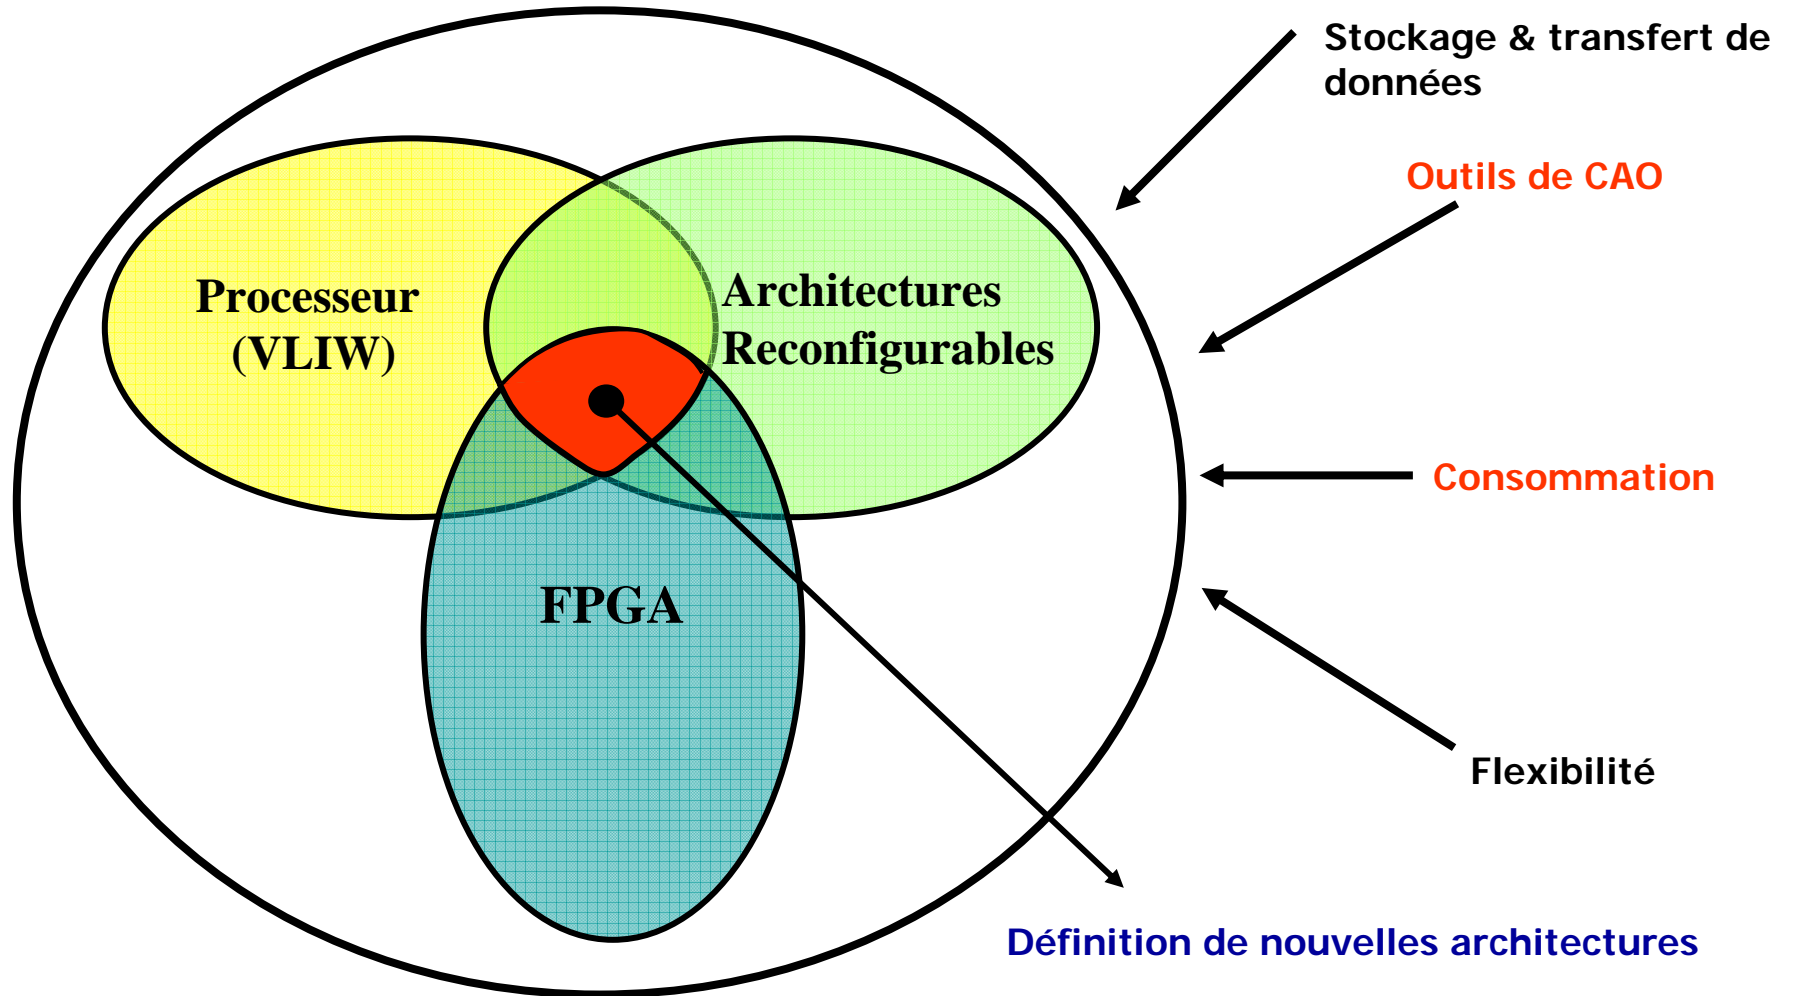 Stockage & transfert de
données
Outils de CAO
Processeur
(VLIW)
Architectures
Reconfigurables
Consommation
FPGA
Flexibilité
Définition de nouvelles architectures